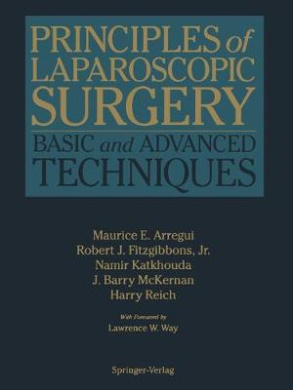 PRINCIPLES of
LAPAROSCOPIC
SURGERY
BASIC and ADVANCED
TECHNIQUES
Maurice E. Arregui
Robert J. Fitzgibbons, Jr.
Namir Katkhouda
J. Barry McKernan
Harry Reich
With Foreword by
Lawrence W. Way
Springer-Verlag